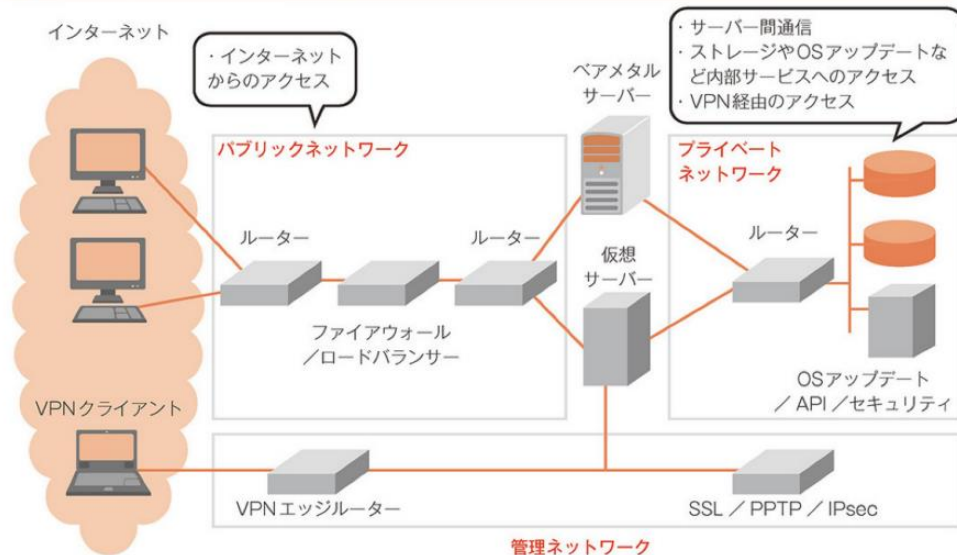 インターネット
・インターネット
からのアクセス
ベアメタル
サーバー
・サーバー間通信
・ストレージやOSアップデートな
ど内部サービスへのアクセス
・VPN経由のアクセス
パブリックネットワーク
プライベート
ネットワーク
ルーター
ルーター
仮想
サーバー
ルーター
ファイアウォール
／ロードバランサー
OSアップデート
／API／セキュリティ
VPNクライアント
VPNエッジルーター
SSL／PPTP／IPsec
管理ネットワーク